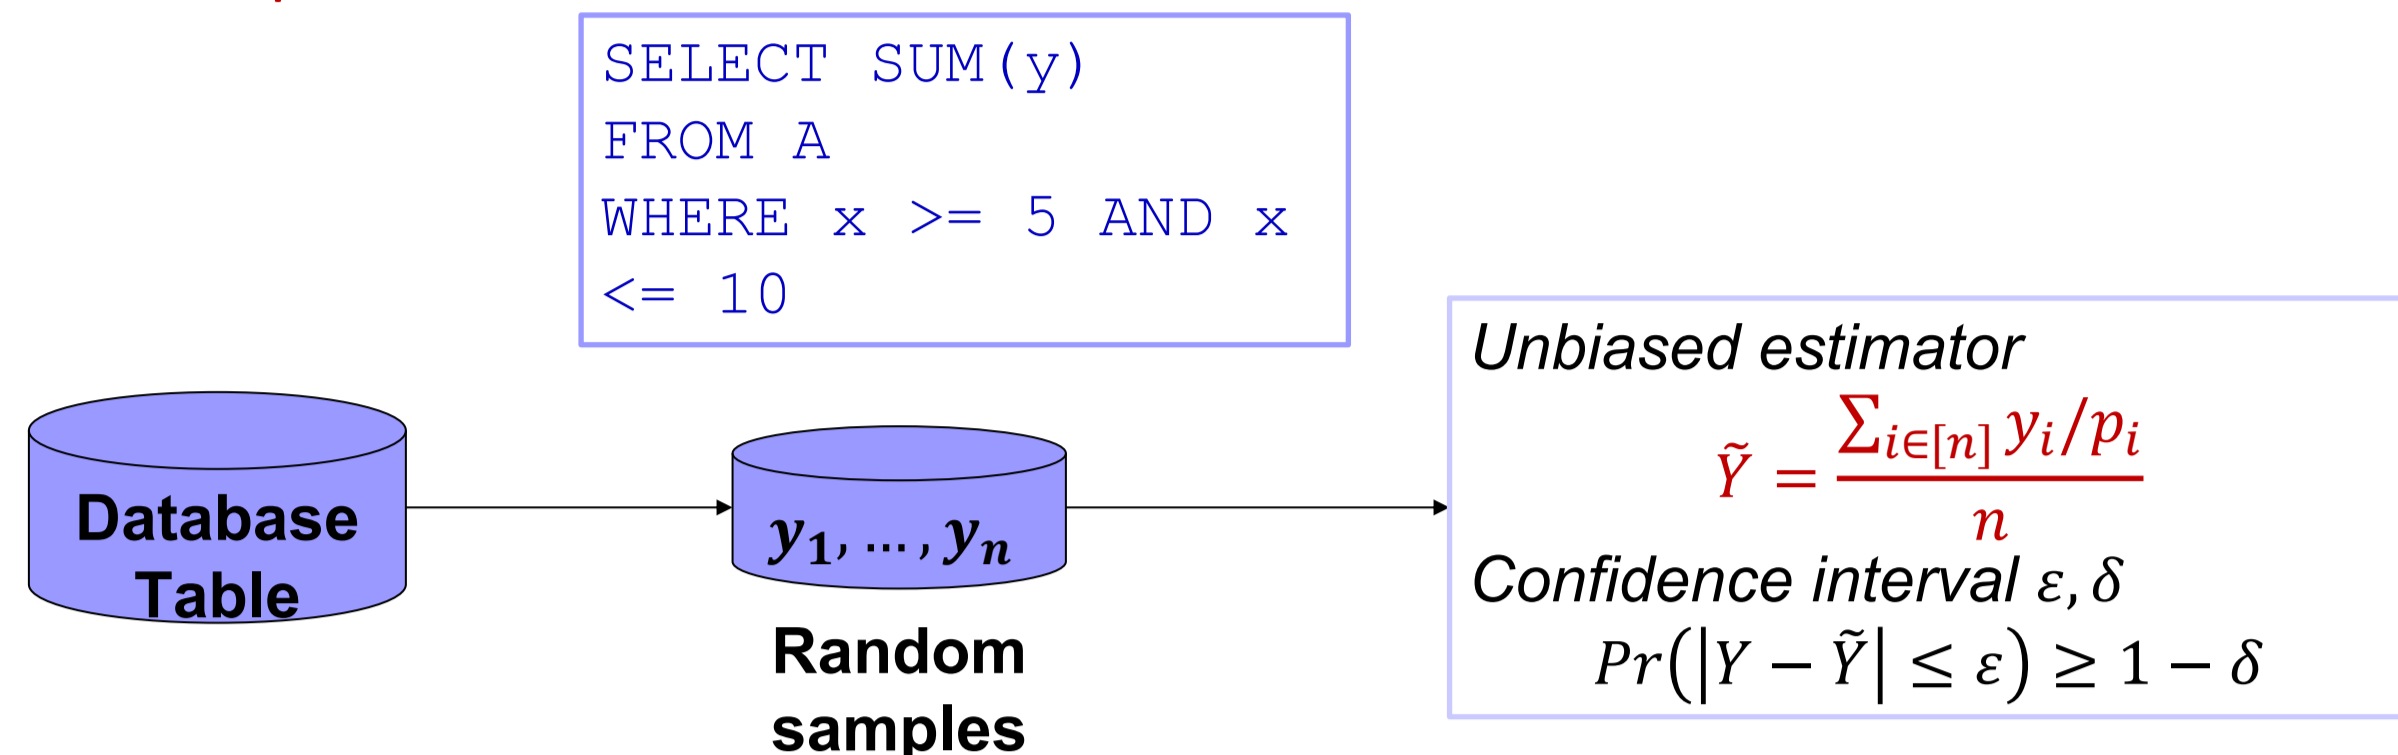 SELECT SUM(y)
FROM A
WHERE x >= 5 AND x
<= 10
Database
Table
y₁, … , yₙ
Random
samples
Unbiased estimator
Ỹ = ∑_{i∈[n]} yᵢ/pᵢ / n
Confidence interval ε, δ
Pr(|Y − Ỹ| ≤ ε) ≥ 1 − δ